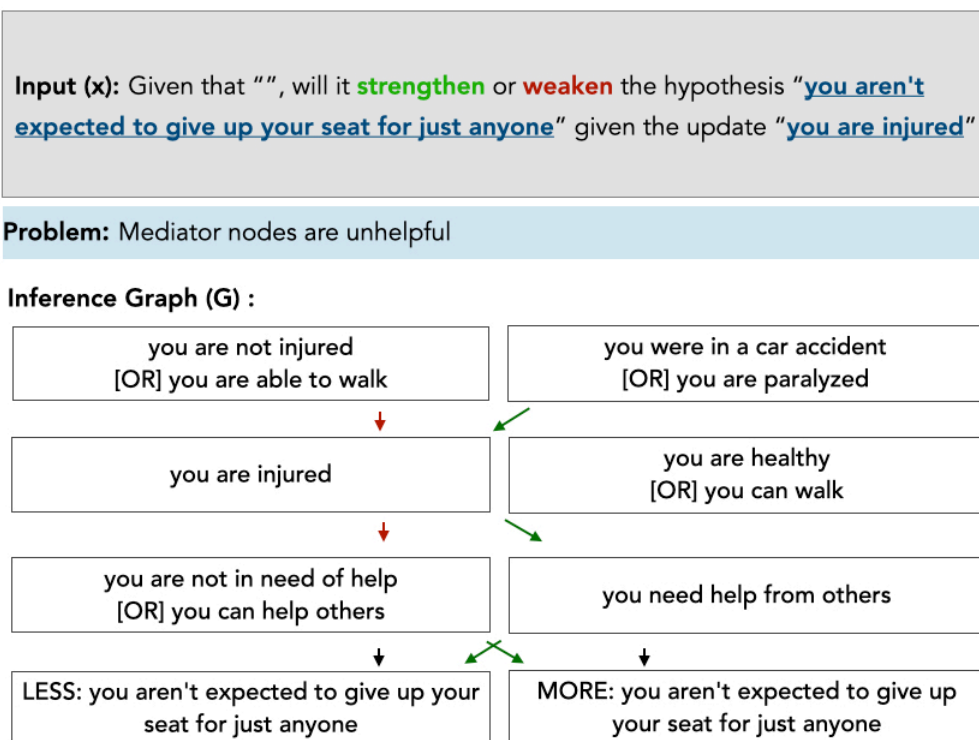 Input (x): Given that “”, will it strengthen or weaken the hypothesis “you aren't
expected to give up your seat for just anyone” given the update “you are injured”
Problem: Mediator nodes are unhelpful
Inference Graph (G) :
you are not injured
[OR] you are able to walk
you were in a car accident
[OR] you are paralyzed
you are injured
you are healthy
[OR] you can walk
you are not in need of help
[OR] you can help others
you need help from others
LESS: you aren't expected to give up your
seat for just anyone
MORE: you aren't expected to give up
your seat for just anyone